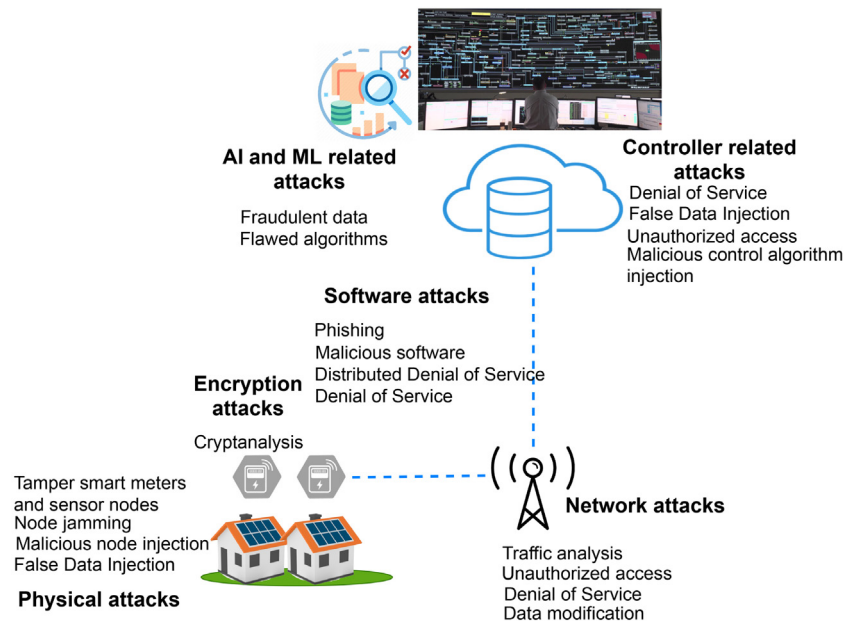 AI and ML related
attacks
Fraudulent data
Flawed algorithms
Controller related
attacks
Denial of Service
False Data Injection
Unauthorized access
Malicious control algorithm
injection
Software attacks
Phishing
Malicious software
Distributed Denial of Service
Denial of Service
Encryption
attacks
Cryptanalysis
Tamper smart meters
and sensor nodes
Node jamming
Malicious node injection
False Data Injection
Physical attacks
Network attacks
Traffic analysis
Unauthorized access
Denial of Service
Data modification